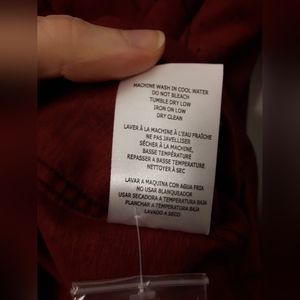 MACHINE WASH IN COOL WATER
DO NOT BLEACH
TUMBLE DRY LOW
IRON ON LOW
DRY CLEAN
LAVER À LA MACHINE À L'EAU FRAÎCHE
NE PAS JAVELLISER
SÉCHER À LA MACHINE,
BASSE TEMPÉRATURE
REPASSER A BASSE TEMPÉRATURE
NETTOYER À SEC
LAVAR A MAQUINA CON AGUA FRIA
NO USAR BLANQUEADOR
USAR SECADORA A TEMPERATURA BAJA
PLANCHAR A TEMPERATURA BAJA
LAVADO A SECO